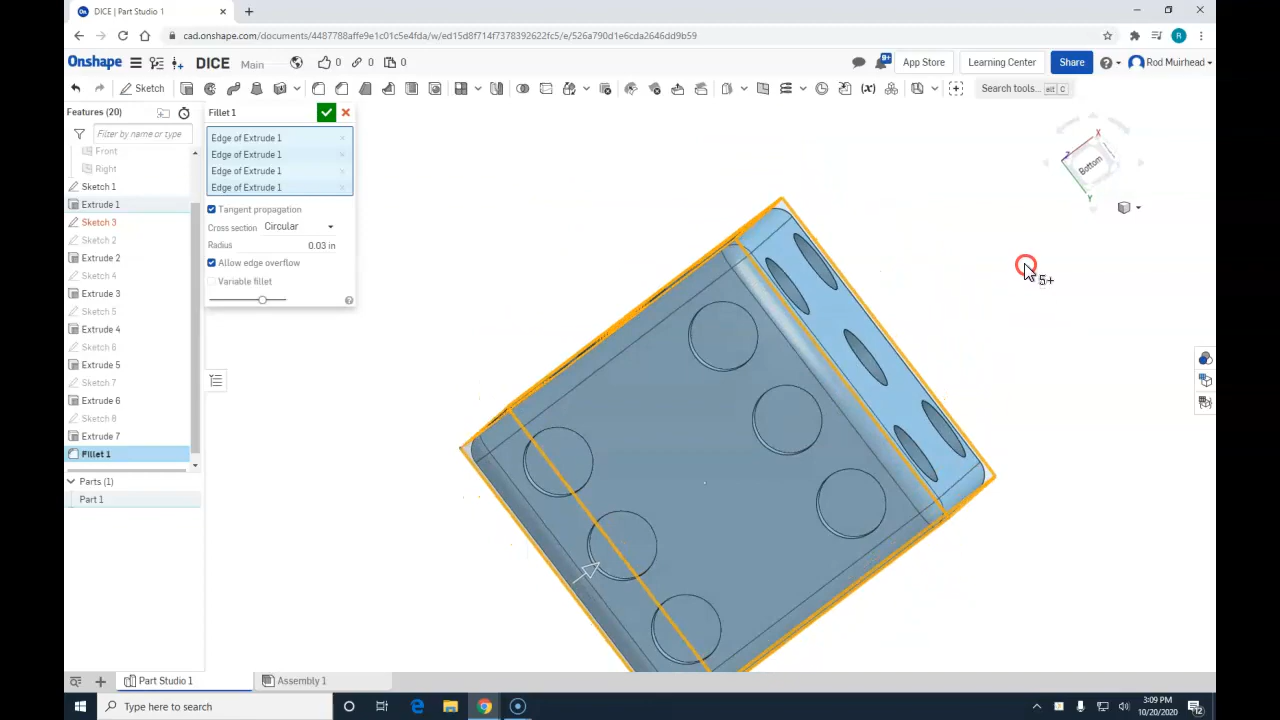 DICE | Part Studio 1
cad.onshape.com/documents/4487788affe9e1c01c5e4fda/w/ed15d8f714f7378392622fc5/e/526a790d1e6cda2646dd9b59
R
Onshape
DICE
Main
0
0
0
9+
App Store
Learning Center
Share
Rod Muirhead
Sketch
(x)
Search tools...
alt
C
Features (20)
Filter by name or type
Front
Right
Sketch 1
Extrude 1
Sketch 3
Sketch 2
Extrude 2
Sketch 4
Extrude 3
Sketch 5
Extrude 4
Sketch 6
Extrude 5
Sketch 7
Extrude 6
Sketch 8
Extrude 7
Fillet 1
Parts (1)
Part 1
Fillet 1
Edge of Extrude 1
Edge of Extrude 1
Edge of Extrude 1
Edge of Extrude 1
Tangent propagation
Cross section Circular
Radius 0.03 in
Allow edge overflow
Variable fillet
X
Z
Bottom
Y
5+
Part Studio 1
Assembly 1
Type here to search
3:09 PM
10/20/2020